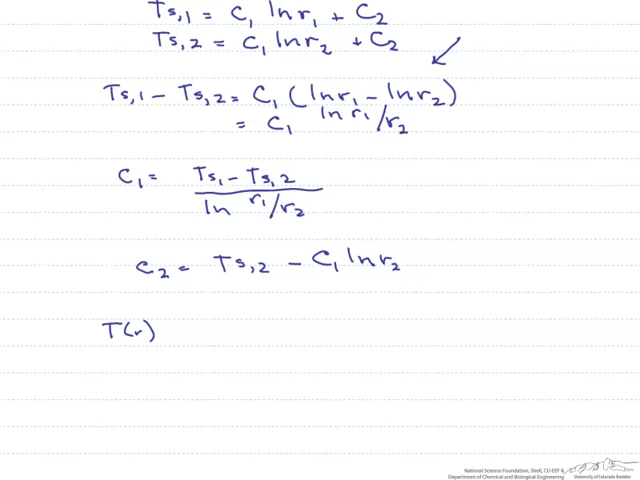 Ts,1 = C1 ln r1 + C2
Ts,2 = C1 ln r2 + C2
Ts,1 - Ts,2 = C1 (ln r1 - ln r2)
= C1 ln r1/r2
C1 = Ts1 - Ts,2 / ln r1/r2
C2 = Ts,2 - C1 ln r2
T(r)
National Science Foundation, Shell, CU-EEF &
Department of Chemical and Biological Engineering
University of Colorado Boulder